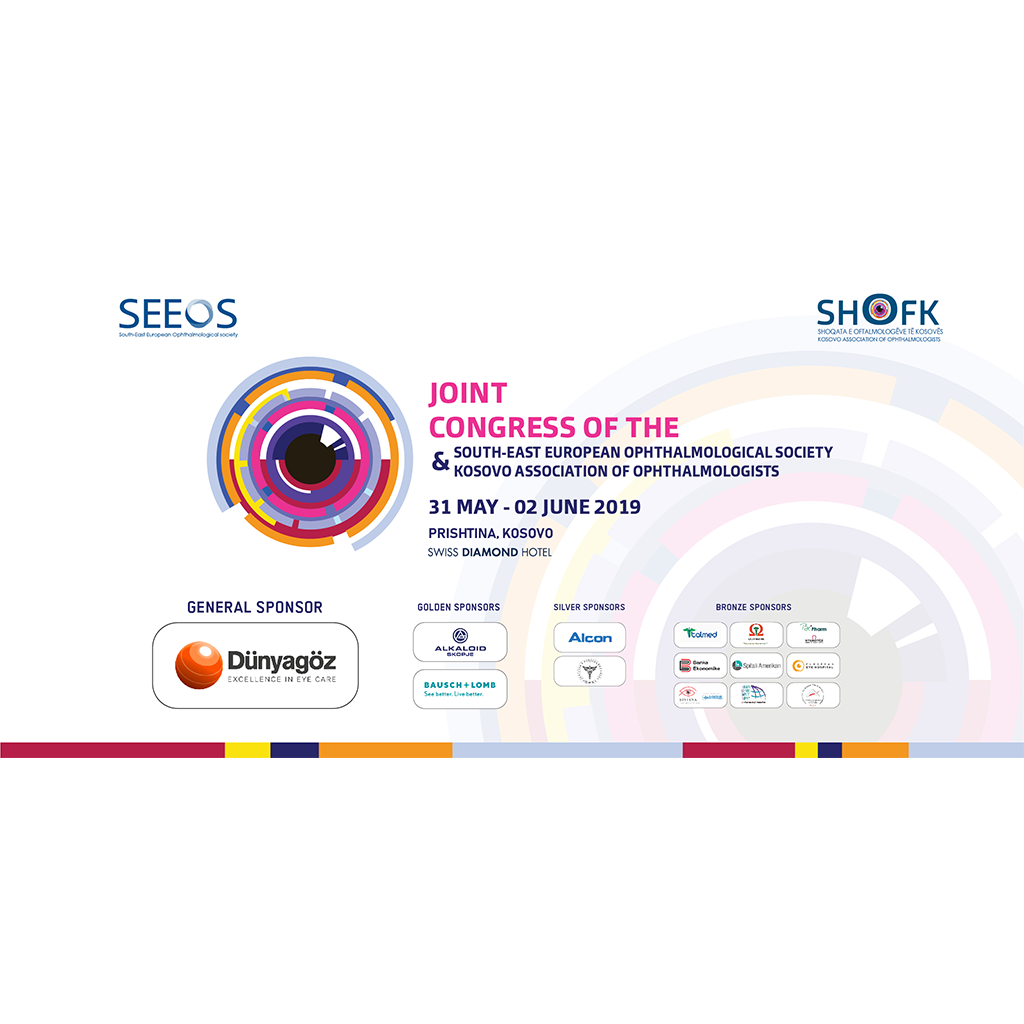 SEEOS
South-East European Ophthalmological society
SHOFK
SHOQATA E OFTALMOLOGËVE TË KOSOVËS
KOSOVO ASSOCIATION OF OPHTHALMOLOGISTS
JOINT
CONGRESS OF THE
& SOUTH-EAST EUROPEAN OPHTHALMOLOGICAL SOCIETY
KOSOVO ASSOCIATION OF OPHTHALMOLOGISTS
31 MAY - 02 JUNE 2019
PRISHTINA, KOSOVO
SWISS DIAMOND HOTEL
GENERAL SPONSOR
Dünyagöz
EXCELLENCE IN EYE CARE
GOLDEN SPONSORS
ALKALOID
SKOPJE
BAUSCH + LOMB
See better. Live better.
SILVER SPONSORS
Alcon
BRONZE SPONSORS
Calmed
Pharm
Banka
Ekonomike
Spitali Amerikan
EUROPEAN
EYE HOSPITAL